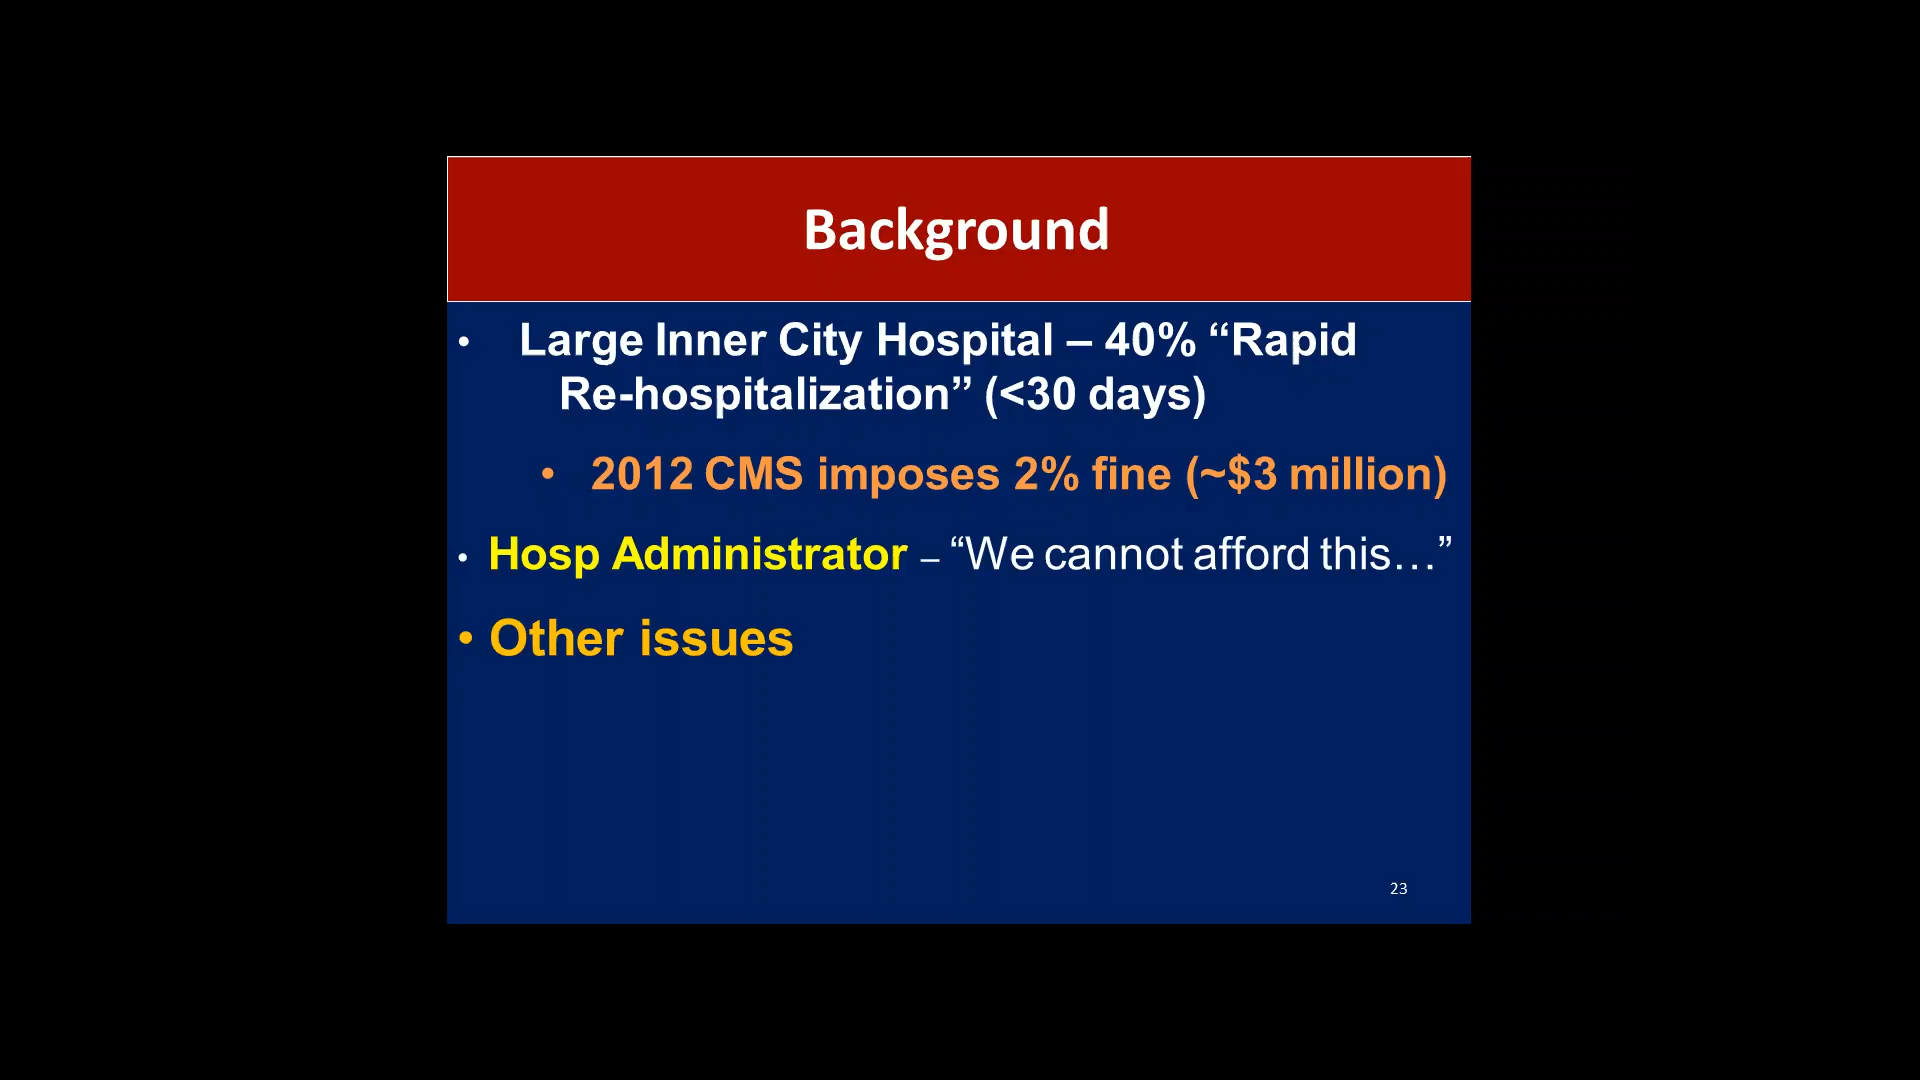 Background
• Large Inner City Hospital – 40% “Rapid
Re-hospitalization” (<30 days)
• 2012 CMS imposes 2% fine (~$3 million)
• Hosp Administrator – “We cannot afford this…”
• Other issues
23